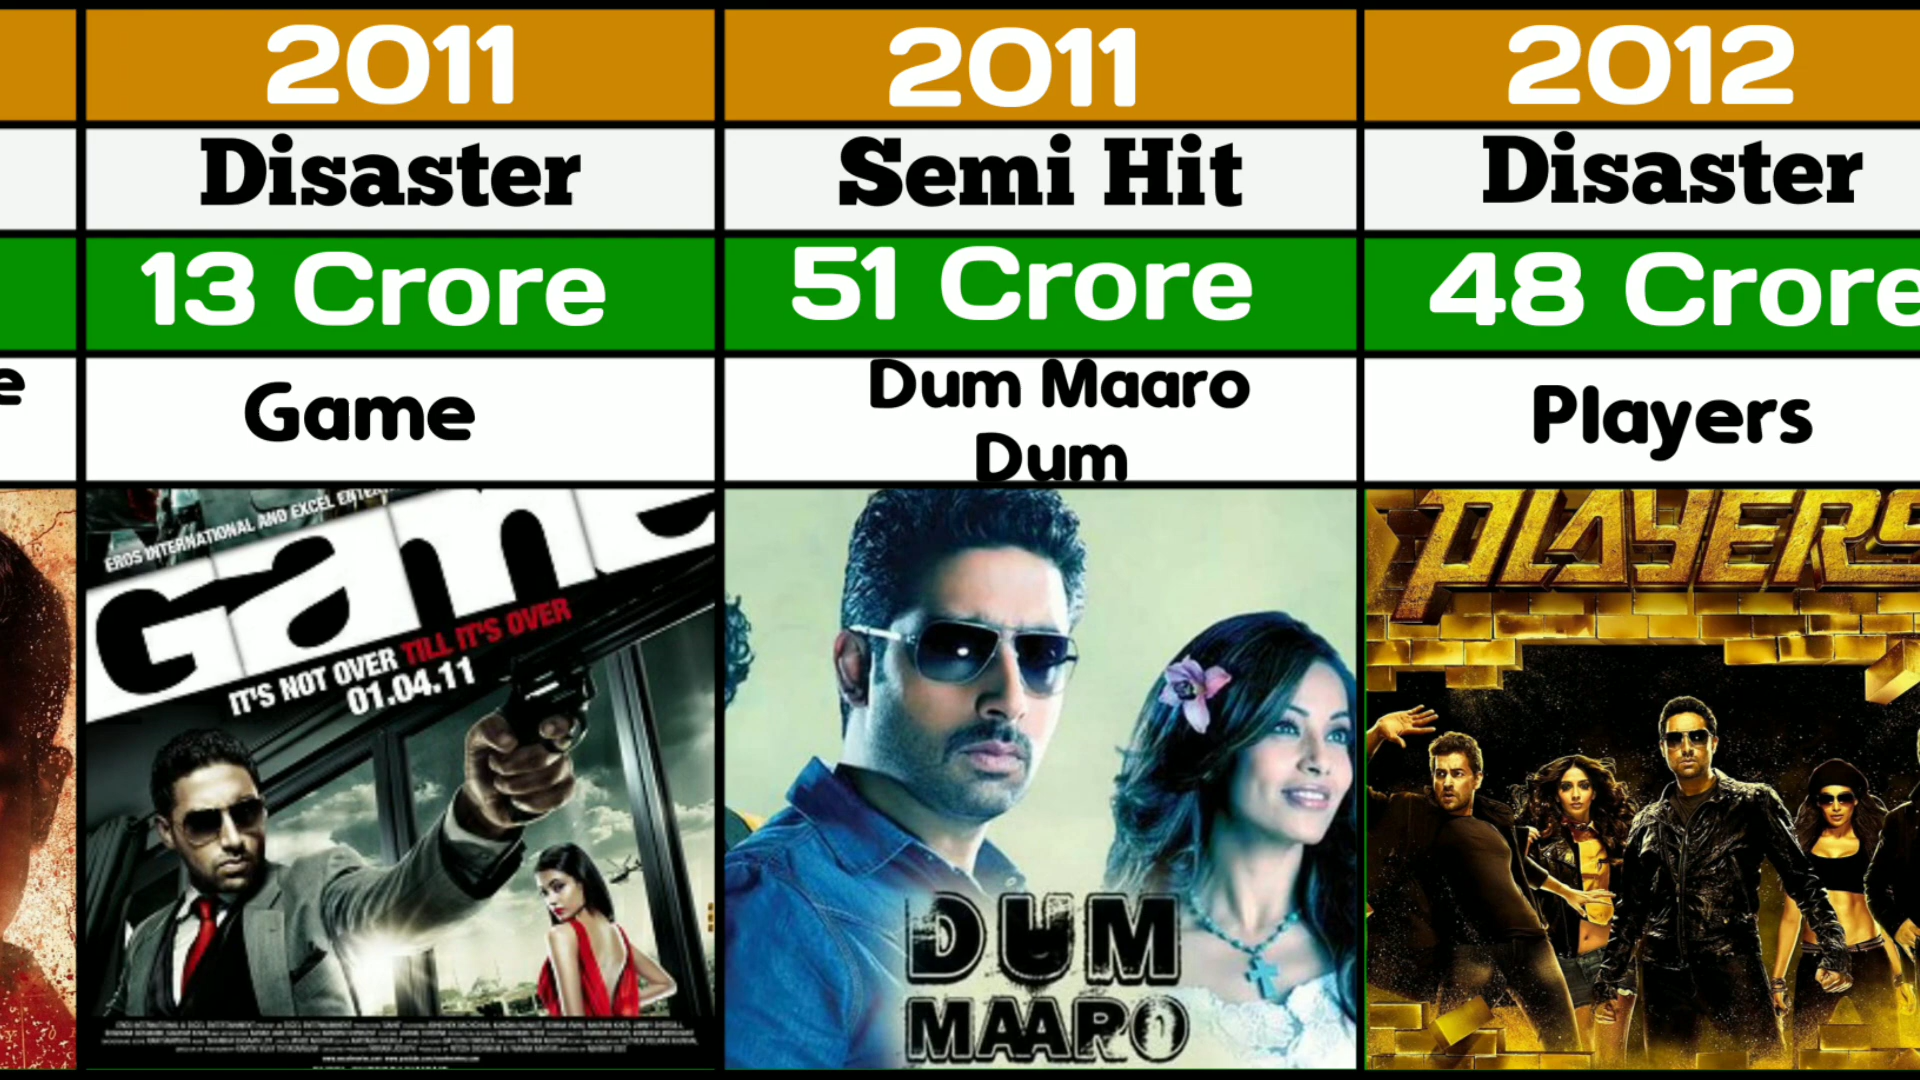 2011
2011
2012
Disaster
Semi Hit
Disaster
13 Crore
51 Crore
48 Crore
e
Game
Dum Maaro
Dum
Players
EROS INTERNATIONAL AND EXCEL
Game
IT'S NOT OVER TILL IT'S OVER
01.04.11
DUM
MAARO
PLAYERS